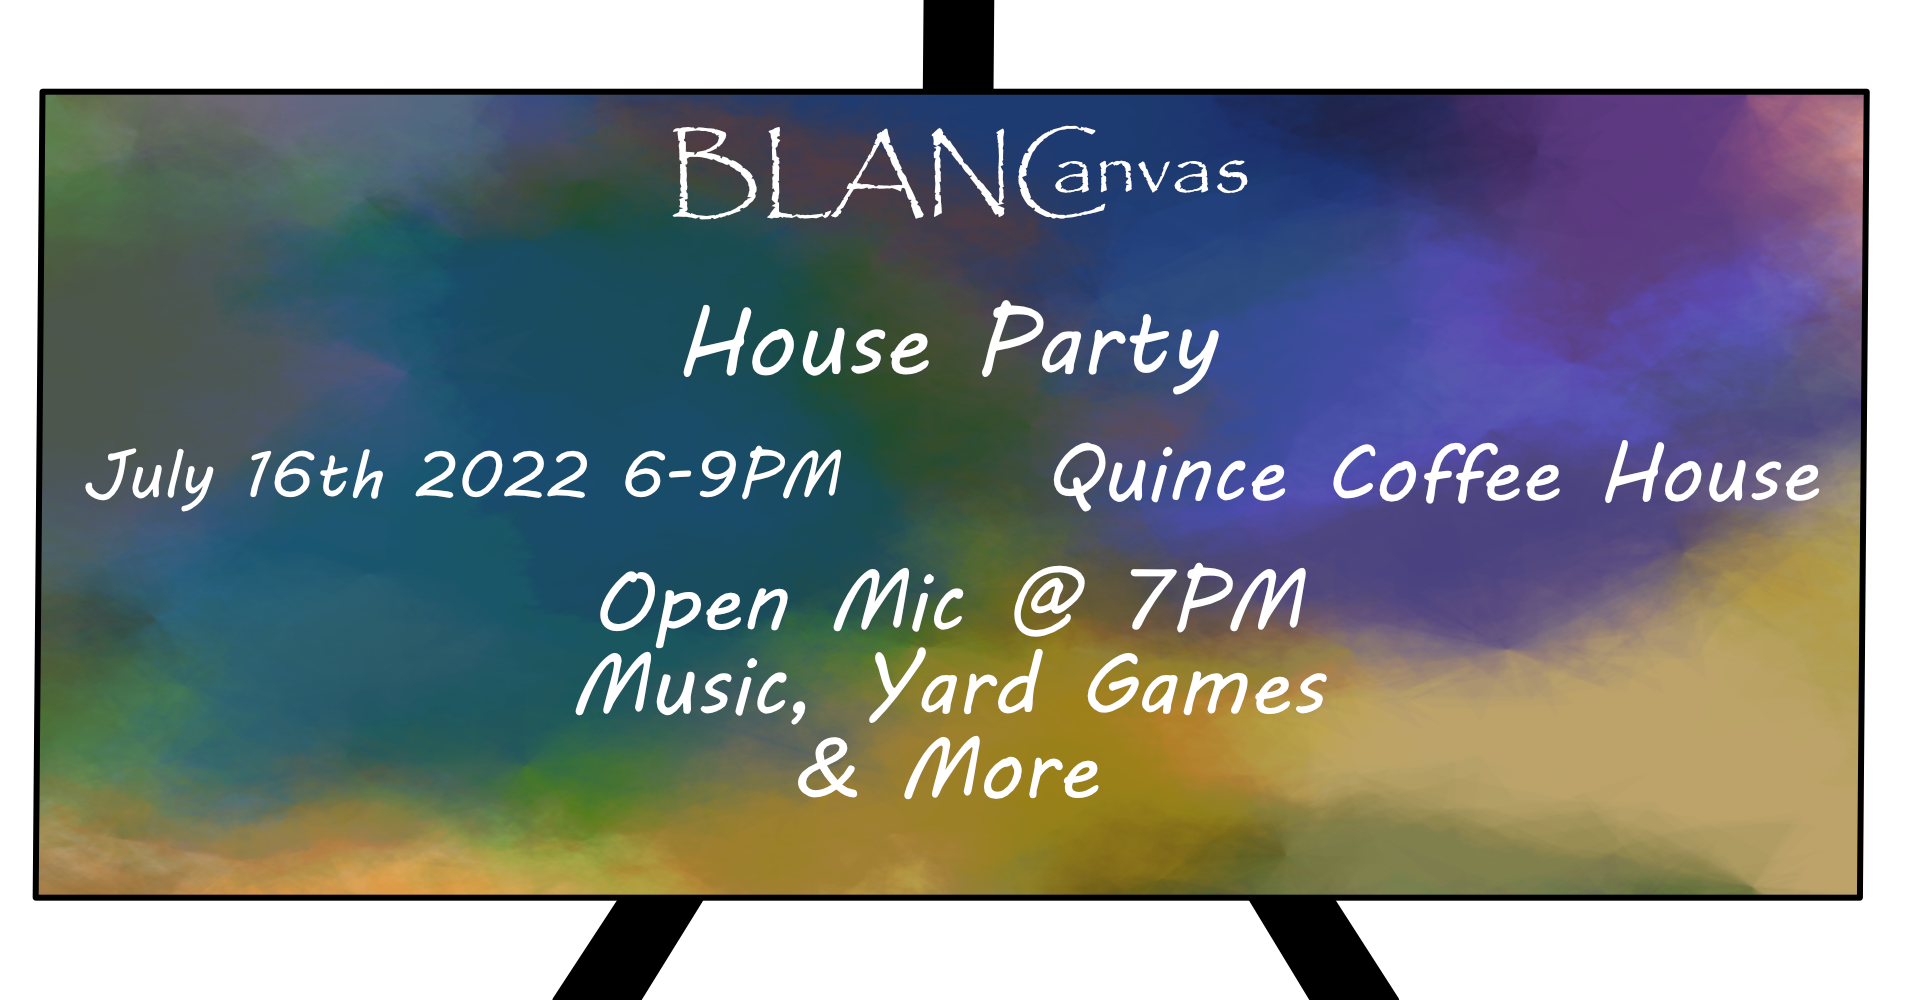 BLANCanvas
House Party
July 16th 2022 6-9PM
Quince Coffee House
Open Mic @ 7PM
Music, Yard Games
& More